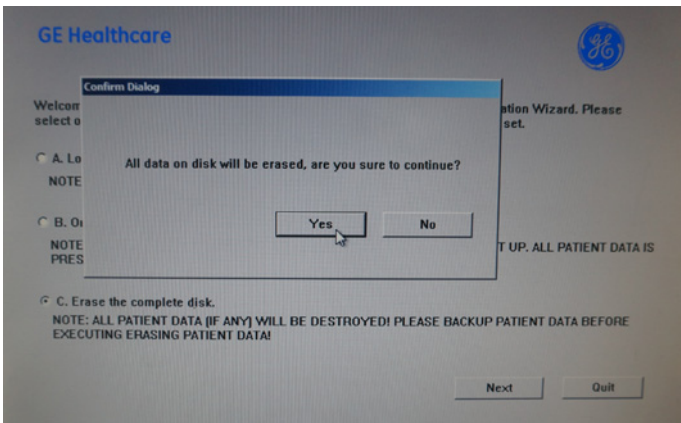 GE Healthcare
GE
Confirm Dialog
Welcom
ation Wizard. Please
select o
set.
All data on disk will be erased, are you sure to continue?
A. Lo
NOTE
Yes
No
B. O
NOTE
T UP. ALL PATIENT DATA IS
PRES
C. Erase the complete disk.
NOTE: ALL PATIENT DATA (IF ANY) WILL BE DESTROYED! PLEASE BACKUP PATIENT DATA BEFORE
EXECUTING ERASING PATIENT DATA!
Next
Quit